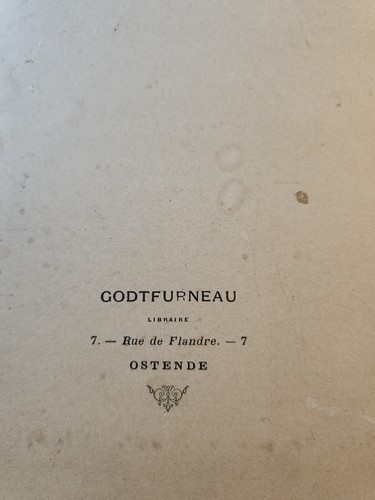 GODTFURNEAU
LIBRAIRE
7. — Rue de Flandre. — 7
OSTENDE